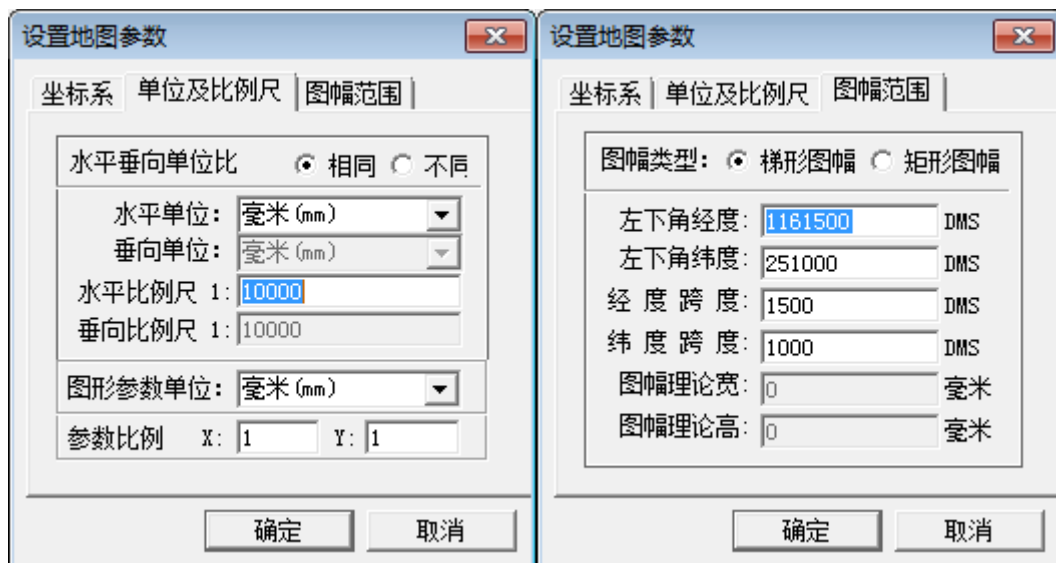 设置地图参数
坐标系 单位及比例尺 图幅范围
水平垂向单位比 相同 不同
水平单位: 毫米(mm)
垂向单位: 毫米(mm)
水平比例尺 1: 10000
垂向比例尺 1: 10000
图形参数单位: 毫米(mm)
参数比例 X: 1 Y: 1
确定 取消
设置地图参数
坐标系 单位及比例尺 图幅范围
图幅类型: 梯形图幅 矩形图幅
左下角经度: 1161500 DMS
左下角纬度: 251000 DMS
经度跨度: 1500 DMS
纬度跨度: 1000 DMS
图幅理论宽: 0 毫米
图幅理论高: 0 毫米
确定 取消